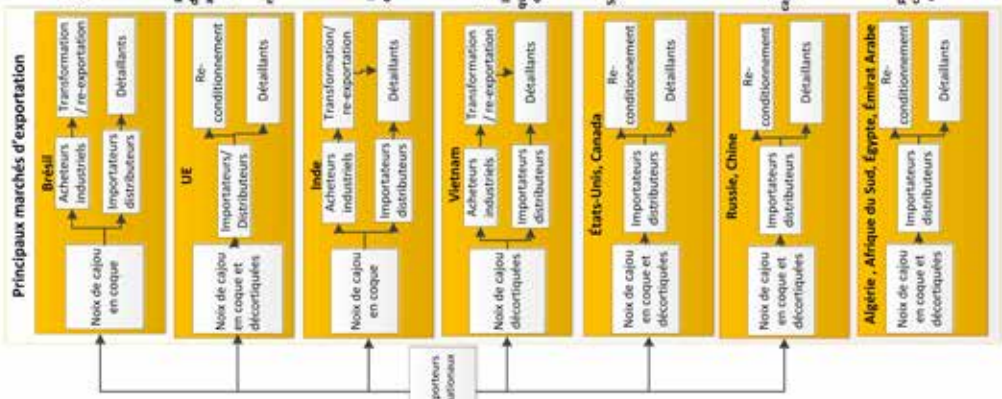 Principaux marchés d'exportation
Brésil
Noix de cajou
en coque
Acheteurs
industriels
Transformation
/ re-exportation
Importateurs
distributeurs
Détaillants
UE
Noix de cajou
en coque et
décortiquées
Importateurs/
Distributeurs
Re-
conditionnement
Détaillants
Inde
Noix de cajou
en coque
Acheteurs
industriels
Transformation/
re-exportation
Importateurs
distributeurs
Détaillants
Vietnam
Noix de cajou
décortiquées
Acheteurs
industriels
Transformation
/ re-exportation
Importateurs
distributeurs
Détaillants
États-Unis, Canada
Noix de cajou
en coque et
décortiquées
Importateurs
distributeurs
Re-
conditionnement
Détaillants
Russie, Chine
Noix de cajou
en coque et
décortiquées
Importateurs
distributeurs
Re-
conditionnement
Détaillants
Algérie , Afrique du Sud, Égypte, Émirat Arabe
Noix de cajou
en coque et
décortiquées
Importateurs
distributeurs
Re-
conditionnement
Détaillants
porteurs
nationaux